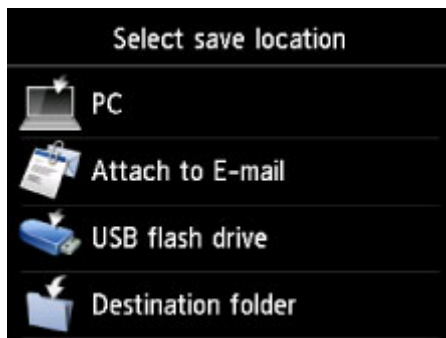 Select save location
PC
Attach to E-mail
USB flash drive
Destination folder